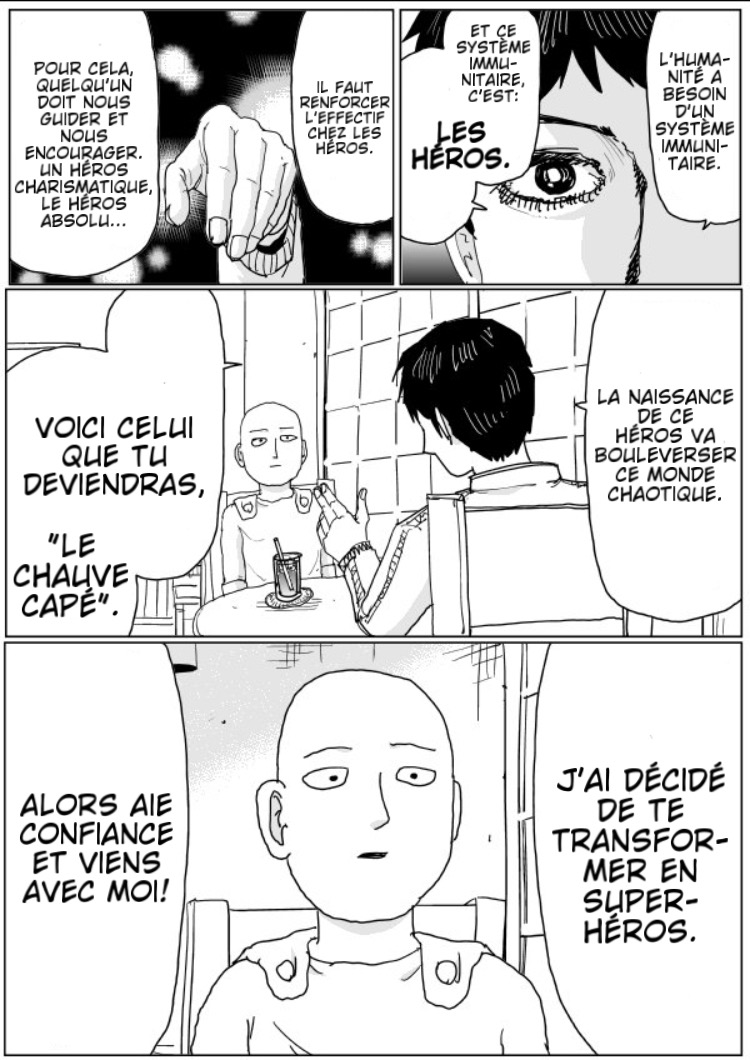 L'HUMA-
NITÉ A
BESOIN
D'UN
SYSTÈME
IMMUNI-
TAIRE.
ET CE
SYSTÈME
IMMU-
NITAIRE,
C'EST:
LES
HÉROS.
IL FAUT
RENFORCER
L'EFFECTIF
CHEZ LES
HÉROS.
POUR CELA,
QUELQU'UN
DOIT NOUS
GUIDER ET
NOUS
ENCOURAGER.
UN HÉROS
CHARISMATIQUE,
LE HÉROS
ABSOLU...
LA NAISSANCE
DE CE
HÉROS VA
BOULEVERSER
CE MONDE
CHAOTIQUE.
VOICI CELUI
QUE TU
DEVIENDRAS,
"LE
CHAUVE
CAPÉ".
J'AI DÉCIDÉ
DE TE
TRANSFOR-
MER EN
SUPER-
HÉROS.
ALORS AIE
CONFIANCE
ET VIENS
AVEC MOI!